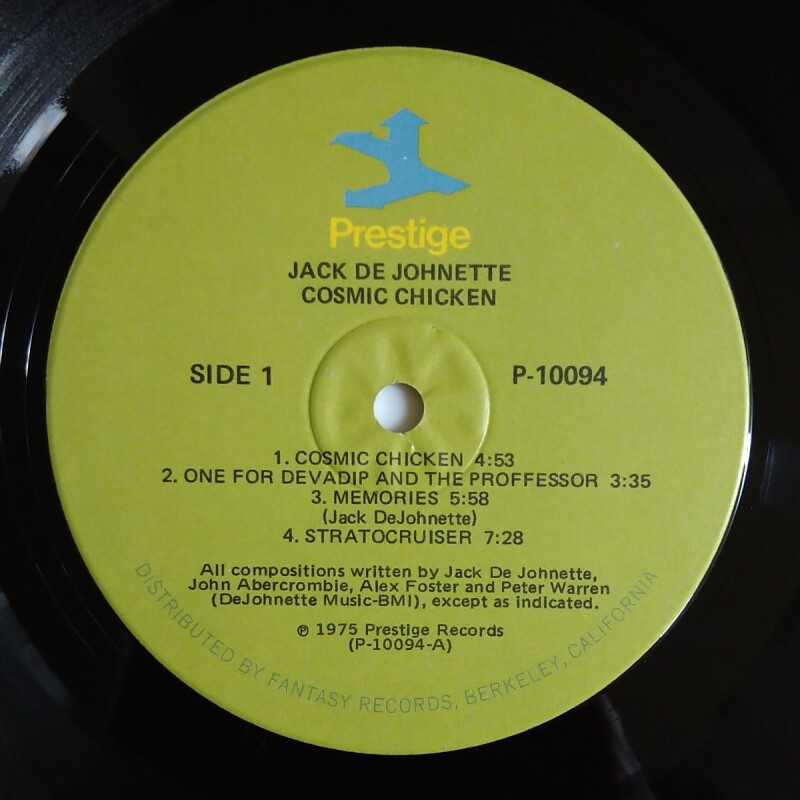 Prestige
JACK DE JOHNETTE
COSMIC CHICKEN
SIDE 1
P-10094
1. COSMIC CHICKEN 4:53
2. ONE FOR DEVADIP AND THE PROFFESSOR 3:35
3. MEMORIES 5:58
(Jack DeJohnette)
4. STRATOCRUISER 7:28
All compositions written by Jack De Johnette,
John Abercrombie, Alex Foster and Peter Warren
(DeJohnette Music-BMI), except as indicated.
℗ 1975 Prestige Records
(P-10094-A)
DISTRIBUTED BY FANTASY RECORDS, BERKELEY, CALIFORNIA